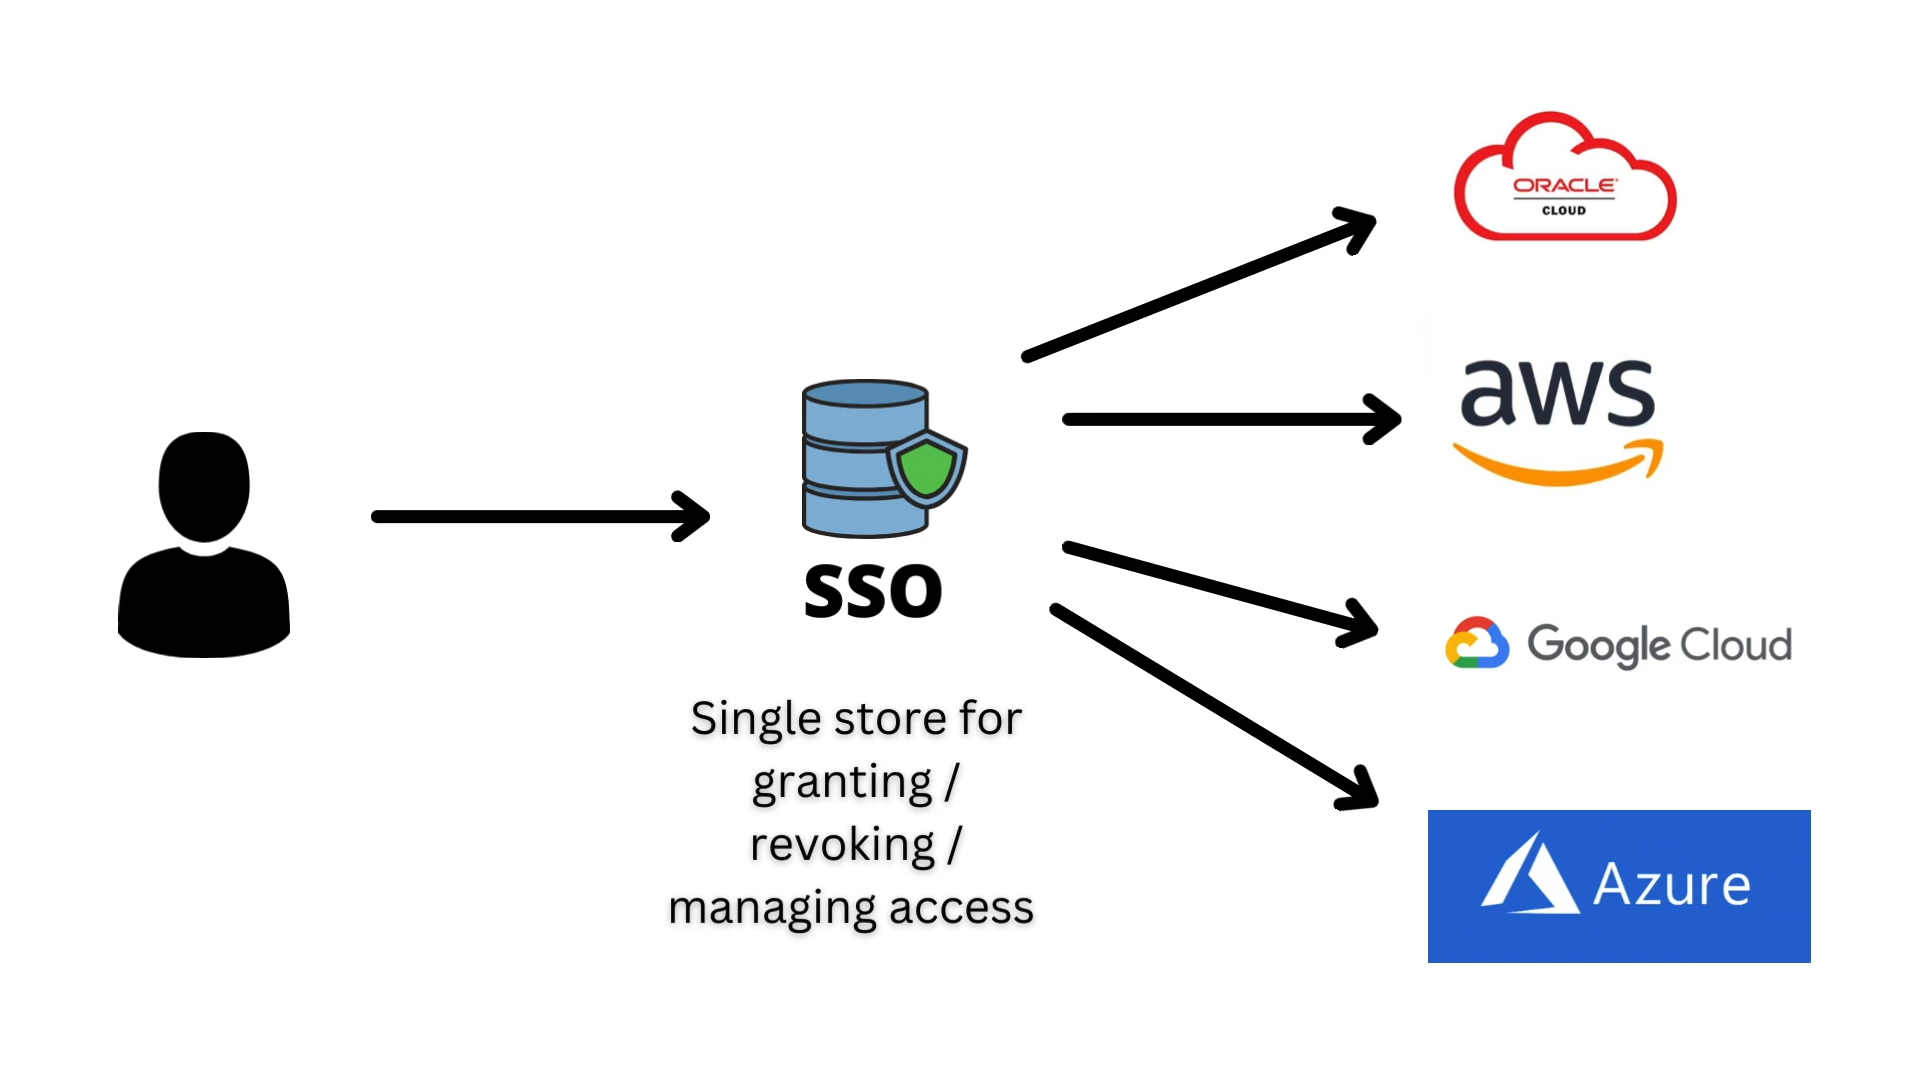 ORACLE
CLOUD
aws
SSO
Google Cloud
Single store for
granting /
revoking /
managing access
Azure